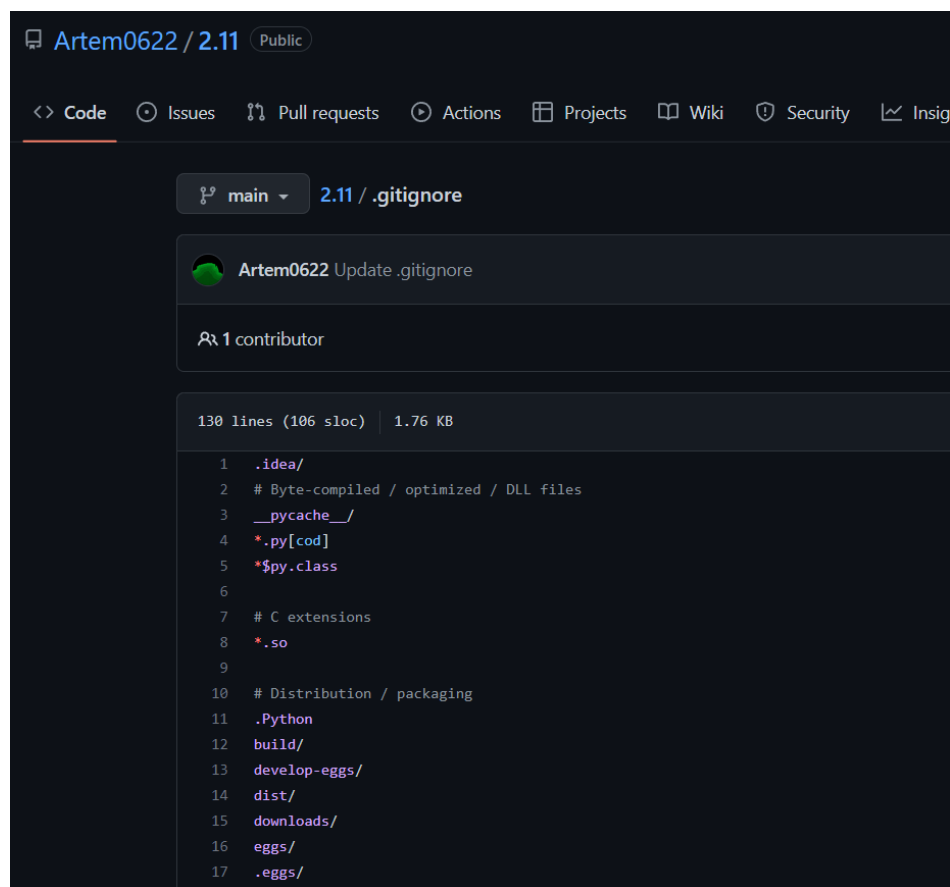 Artem0622 / 2.11 Public
Code Issues Pull requests Actions Projects Wiki Security Insig
main 2.11 / .gitignore
Artem0622 Update .gitignore
1 contributor
130 lines (106 sloc) 1.76 KB
1 .idea/
2 # Byte-compiled / optimized / DLL files
3 __pycache__/
4 *.py[cod]
5 *$py.class
6
7 # C extensions
8 *.so
9
10 # Distribution / packaging
11 .Python
12 build/
13 develop-eggs/
14 dist/
15 downloads/
16 eggs/
17 .eggs/